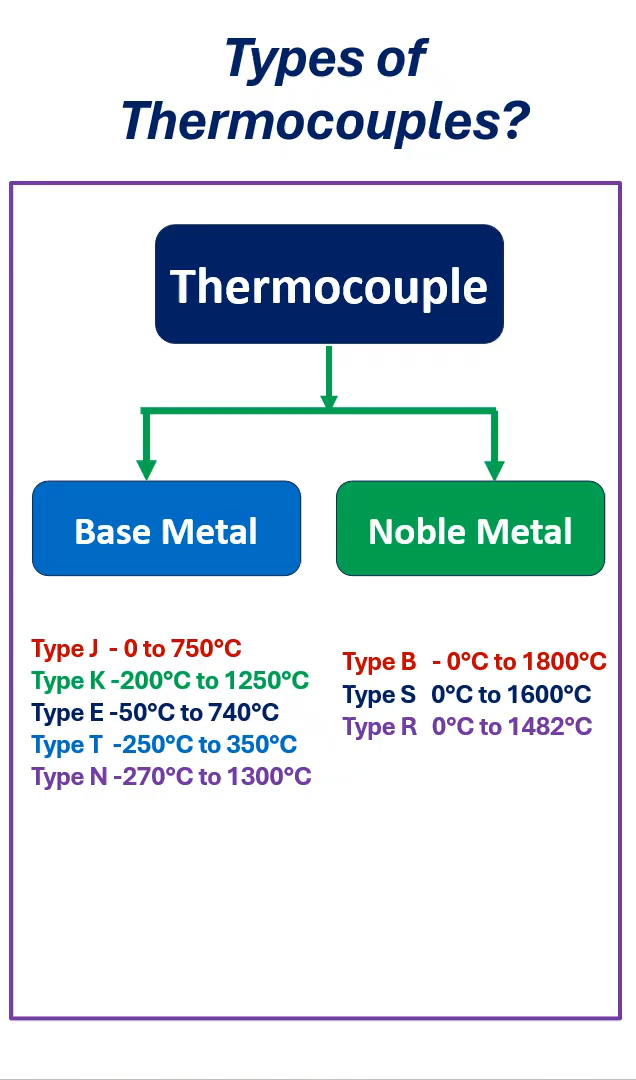 Types of
Thermocouples?
Thermocouple
Base Metal
Noble Metal
Type J - 0 to 750°C
Type K -200°C to 1250°C
Type E -50°C to 740°C
Type T -250°C to 350°C
Type N -270°C to 1300°C
Type B - 0°C to 1800°C
Type S 0°C to 1600°C
Type R 0°C to 1482°C